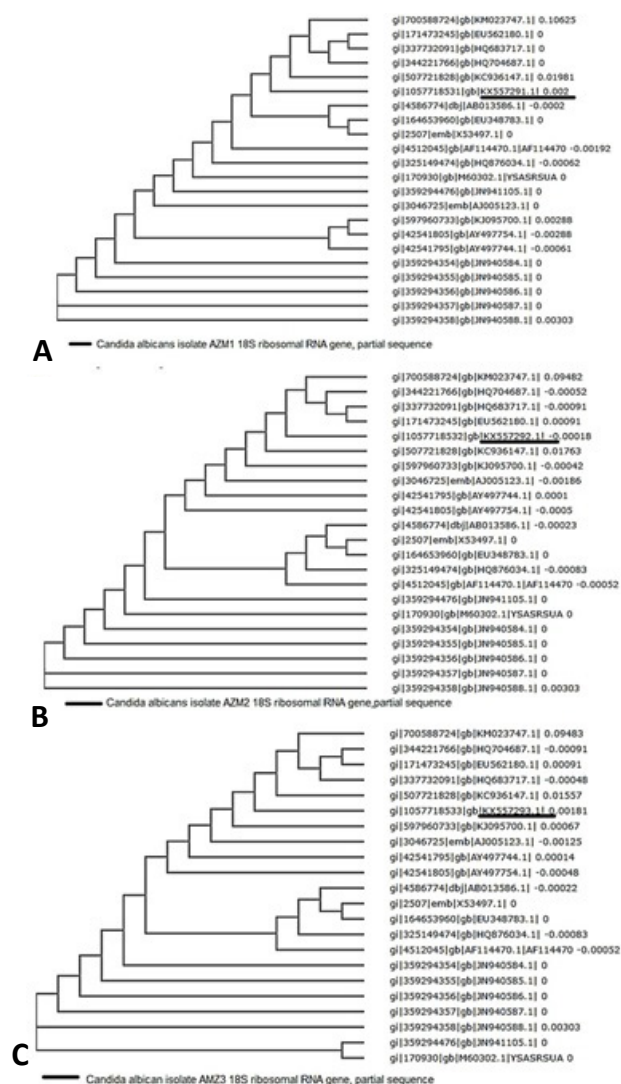 gi|700588724|gb|KM023747.1| 0.10625
gi|171473245|gb|EU562180.1| 0
gi|337732091|gb|HQ683717.1| 0
gi|344221766|gb|HQ704687.1| 0
gi|507721828|gb|KC936147.1| 0.01981
gi|1057718531|gb|KX557291.1| 0.002
gi|4586774|dbj|AB013586.1| -0.0002
gi|164653960|gb|EU348783.1| 0
gi|2507|emb|X53497.1| 0
gi|4512045|gb|AF114470.1|AF114470 -0.00192
gi|325149474|gb|HQ876034.1| -0.00062
gi|170930|gb|M60302.1|YSASRSUA 0
gi|359294476|gb|JN941105.1| 0
gi|3046725|emb|AJ005123.1| 0
gi|597960733|gb|KJ095700.1| 0.00288
gi|42541805|gb|AY497754.1| -0.00288
gi|42541795|gb|AY497744.1| -0.00061
gi|359294354|gb|JN940584.1| 0
gi|359294355|gb|JN940585.1| 0
gi|359294356|gb|JN940586.1| 0
gi|359294357|gb|JN940587.1| 0
gi|359294358|gb|JN940588.1| 0.00303
A Candida albicans isolate AZM1 18S ribosomal RNA gene, partial sequence
gi|700588724|gb|KM023747.1| 0.09482
gi|344221766|gb|HQ704687.1| -0.00052
gi|337732091|gb|HQ683717.1| -0.00091
gi|171473245|gb|EU562180.1| 0.00091
gi|1057718532|gb|KX557292.1| -0.00018
gi|507721828|gb|KC936147.1| 0.01763
gi|597960733|gb|KJ095700.1| -0.00042
gi|3046725|emb|AJ005123.1| -0.00186
gi|42541795|gb|AY497744.1| 0.0001
gi|42541805|gb|AY497754.1| -0.0005
gi|4586774|dbj|AB013586.1| -0.00023
gi|2507|emb|X53497.1| 0
gi|164653960|gb|EU348783.1| 0
gi|325149474|gb|HQ876034.1| -0.00083
gi|4512045|gb|AF114470.1|AF114470 -0.00052
gi|359294476|gb|JN941105.1| 0
gi|170930|gb|M60302.1|YSASRSUA 0
gi|359294354|gb|JN940584.1| 0
gi|359294355|gb|JN940585.1| 0
gi|359294356|gb|JN940586.1| 0
gi|359294357|gb|JN940587.1| 0
gi|359294358|gb|JN940588.1| 0.00303
B Candida albicans isolate AZM2 18S ribosomal RNA gene,partial sequence
gi|700588724|gb|KM023747.1| 0.09483
gi|344221766|gb|HQ704687.1| -0.00091
gi|171473245|gb|EU562180.1| 0.00091
gi|337732091|gb|HQ683717.1| -0.00048
gi|507721828|gb|KC936147.1| 0.01557
gi|1057718533|gb|KX557293.1| 0.00181
gi|597960733|gb|KJ095700.1| 0.00067
gi|3046725|emb|AJ005123.1| -0.00125
gi|42541795|gb|AY497744.1| 0.00014
gi|42541805|gb|AY497754.1| -0.00048
gi|4586774|dbj|AB013586.1| -0.00022
gi|2507|emb|X53497.1| 0
gi|164653960|gb|EU348783.1| 0
gi|325149474|gb|HQ876034.1| -0.00083
gi|4512045|gb|AF114470.1|AF114470 -0.00052
gi|359294354|gb|JN940584.1| 0
gi|359294355|gb|JN940585.1| 0
gi|359294356|gb|JN940586.1| 0
gi|359294357|gb|JN940587.1| 0
gi|359294358|gb|JN940588.1| 0.00303
gi|359294476|gb|JN941105.1| 0
gi|170930|gb|M60302.1|YSASRSUA 0
C Candida albican isolate AMZ3 18S ribosomal RNA gene, partial sequence